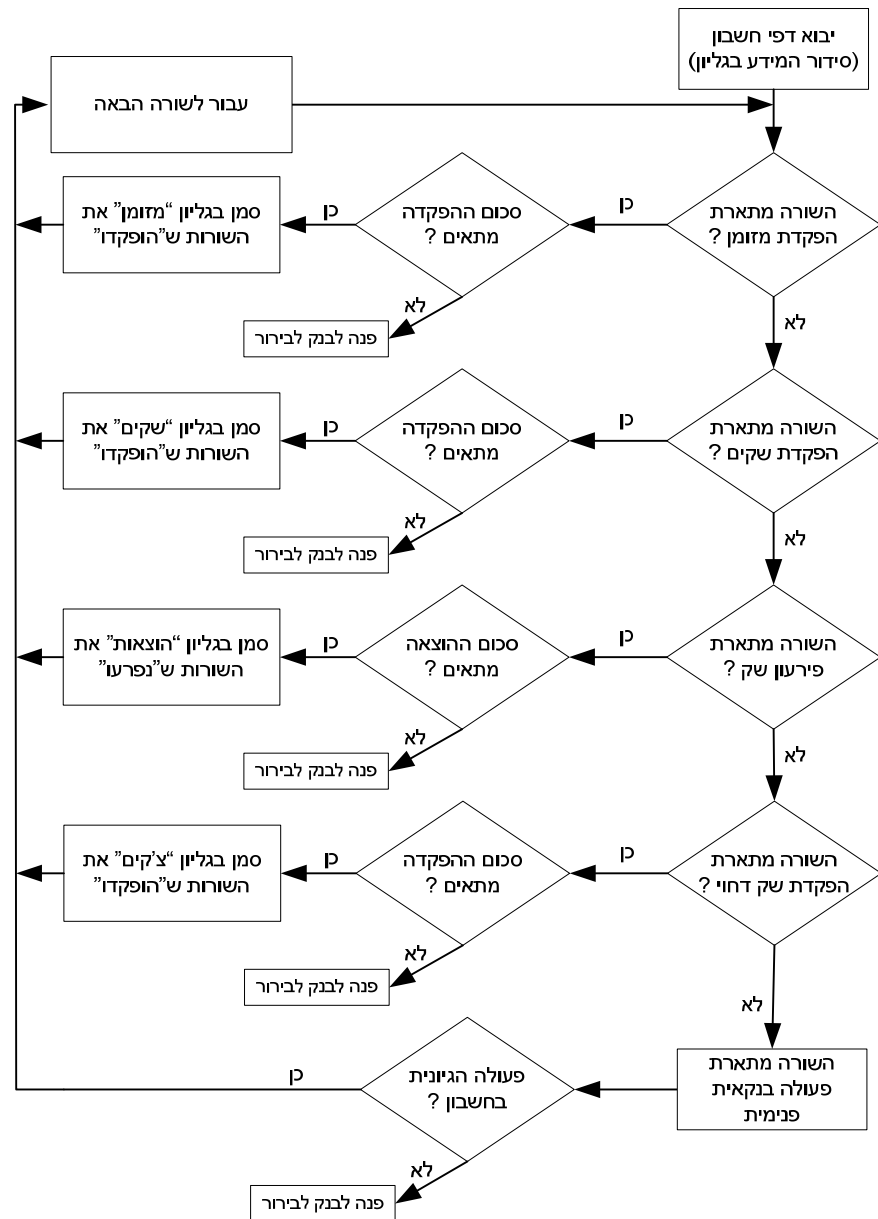 יבוא דפי חשבון
(סידור המידע בגליון)
עבור לשורה הבאה
השורה מתארת
הפקדת מזומן ?
כן
סכום ההפקדה
מתאים ?
כן
סמן בגליון "מזומן" את
השורות ש"הופקדו"
לא
פנה לבנק לבירור
לא
השורה מתארת
הפקדת שקים ?
כן
סכום ההפקדה
מתאים ?
כן
סמן בגליון "שקים" את
השורות ש"הופקדו"
לא
פנה לבנק לבירור
לא
השורה מתארת
פירעון שק ?
כן
סכום ההוצאה
מתאים ?
כן
סמן בגליון "הוצאות" את
השורות ש"נפרעו"
לא
פנה לבנק לבירור
לא
השורה מתארת
הפקדת שק דחוי ?
כן
סכום ההפקדה
מתאים ?
כן
סמן בגליון "צ'קים" את
השורות ש"הופקדו"
לא
פנה לבנק לבירור
לא
השורה מתארת
פעולה בנקאית
פנימית
פעולה הגיונית
בחשבון ?
כן
לא
פנה לבנק לבירור